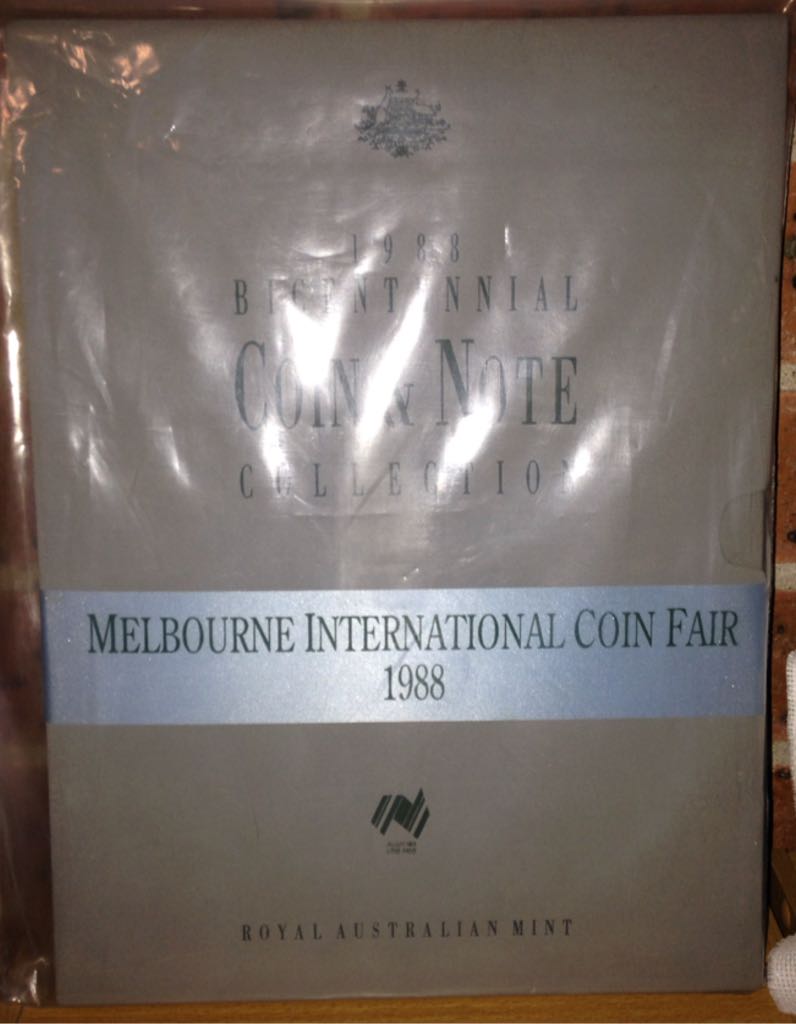 1988
BICENTENNIAL
COIN & NOTE
COLLECTION
MELBOURNE INTERNATIONAL COIN FAIR
1988
ROYAL AUSTRALIAN MINT